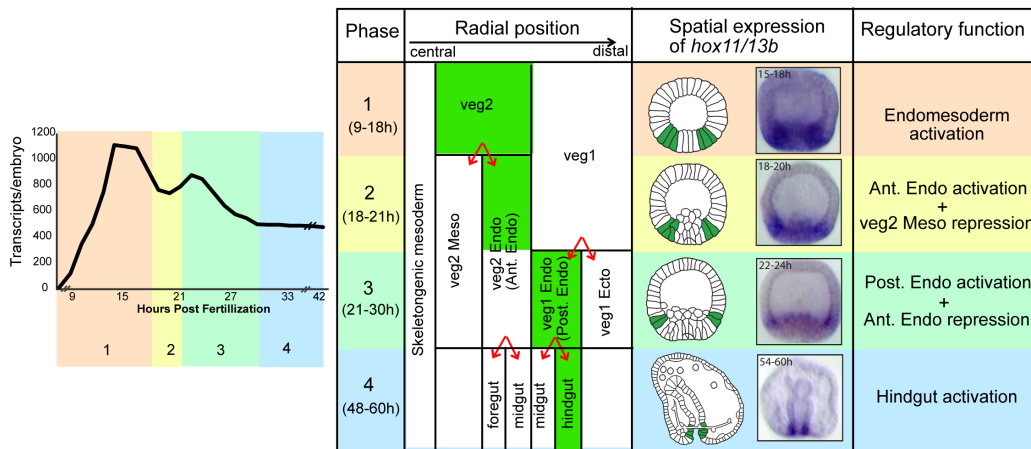 Transcripts/embryo
1200
1000
800
600
400
200
0
9 15 21 27 33 42
Hours Post Fertillization
1 2 3 4
Phase
Radial position
central distal
Spatial expression
of hox11/13b
Regulatory function
Skeletongenic mesoderm
1
(9-18h)
veg2
veg1
15-18h
Endomesoderm
activation
2
(18-21h)
veg2 Meso
veg2 Endo
(Ant. Endo)
18-20h
Ant. Endo activation
+
veg2 Meso repression
3
(21-30h)
veg1 Endo
(Post. Endo)
veg1 Ecto
22-24h
Post. Endo activation
+
Ant. Endo repression
4
(48-60h)
foregut
midgut
midgut
hindgut
54-60h
Hindgut activation